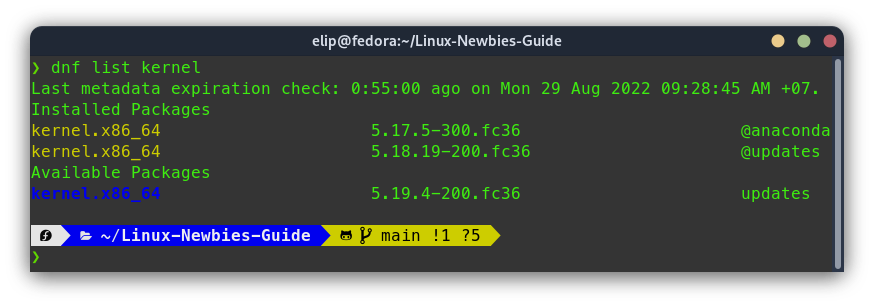 elip@fedora:~/Linux-Newbies-Guide
❯ dnf list kernel
Last metadata expiration check: 0:55:00 ago on Mon 29 Aug 2022 09:28:45 AM +07.
Installed Packages
kernel.x86_64 5.17.5-300.fc36 @anaconda
kernel.x86_64 5.18.19-200.fc36 @updates
Available Packages
kernel.x86_64 5.19.4-200.fc36 updates
~/Linux-Newbies-Guide main !1 ?5
❯